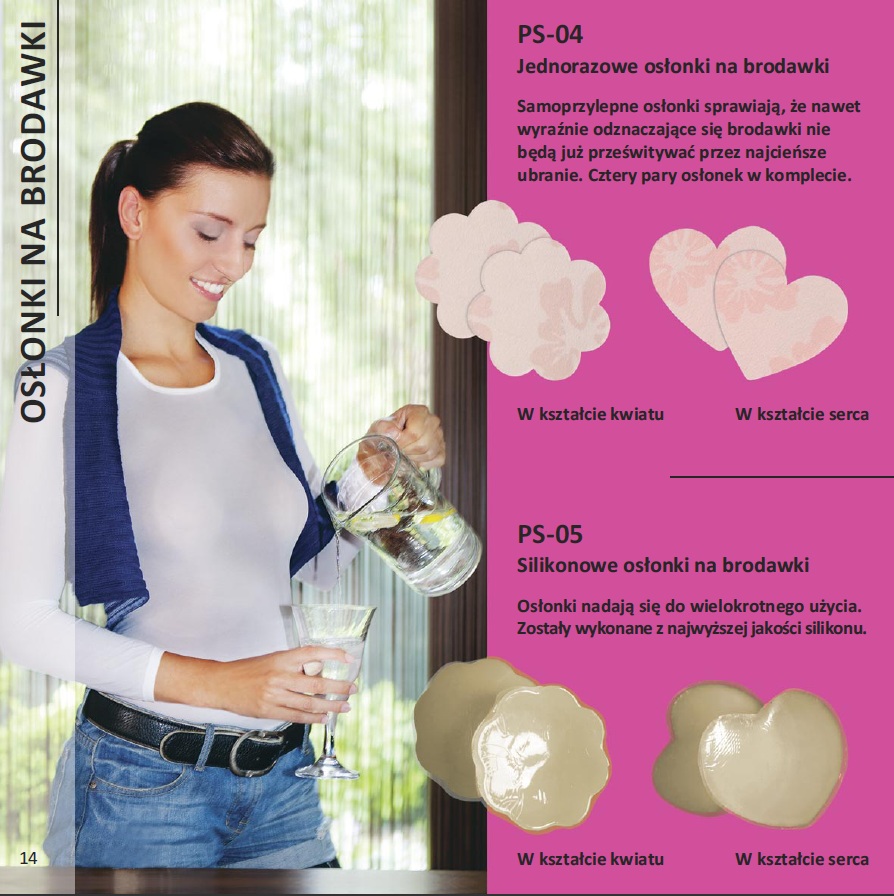 OSŁONKI NA BRODAWKI
PS-04
Jednorazowe osłonki na brodawki
Samoprzylepne osłonki sprawiają, że nawet
wyraźnie odznaczające się brodawki nie
będą już prześwitywać przez najcieńsze
ubranie. Cztery pary osłonek w komplecie.
W kształcie kwiatu
W kształcie serca
PS-05
Silikonowe osłonki na brodawki
Osłonki nadają się do wielokrotnego użycia.
Zostały wykonane z najwyższej jakości silikonu.
W kształcie kwiatu
W kształcie serca
14